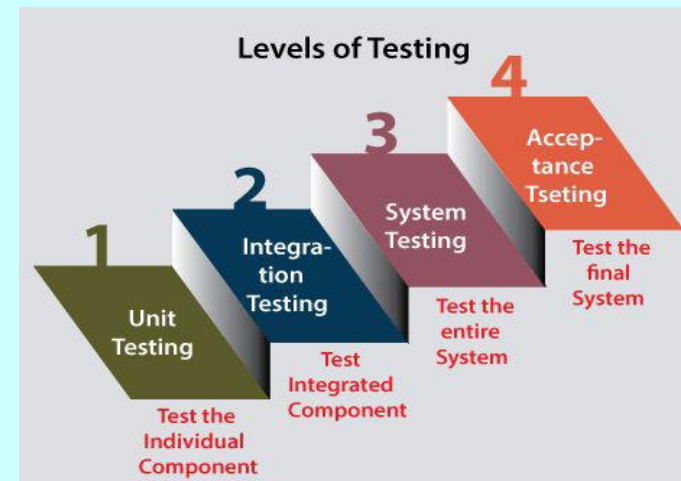 Levels of Testing
1
Unit
Testing
Test the
Individual
Component
2
Integra-
tion
Testing
Test
Integrated
Component
3
System
Testing
Test the
entire
System
4
Accep-
tance
Tseting
Test the
final
System